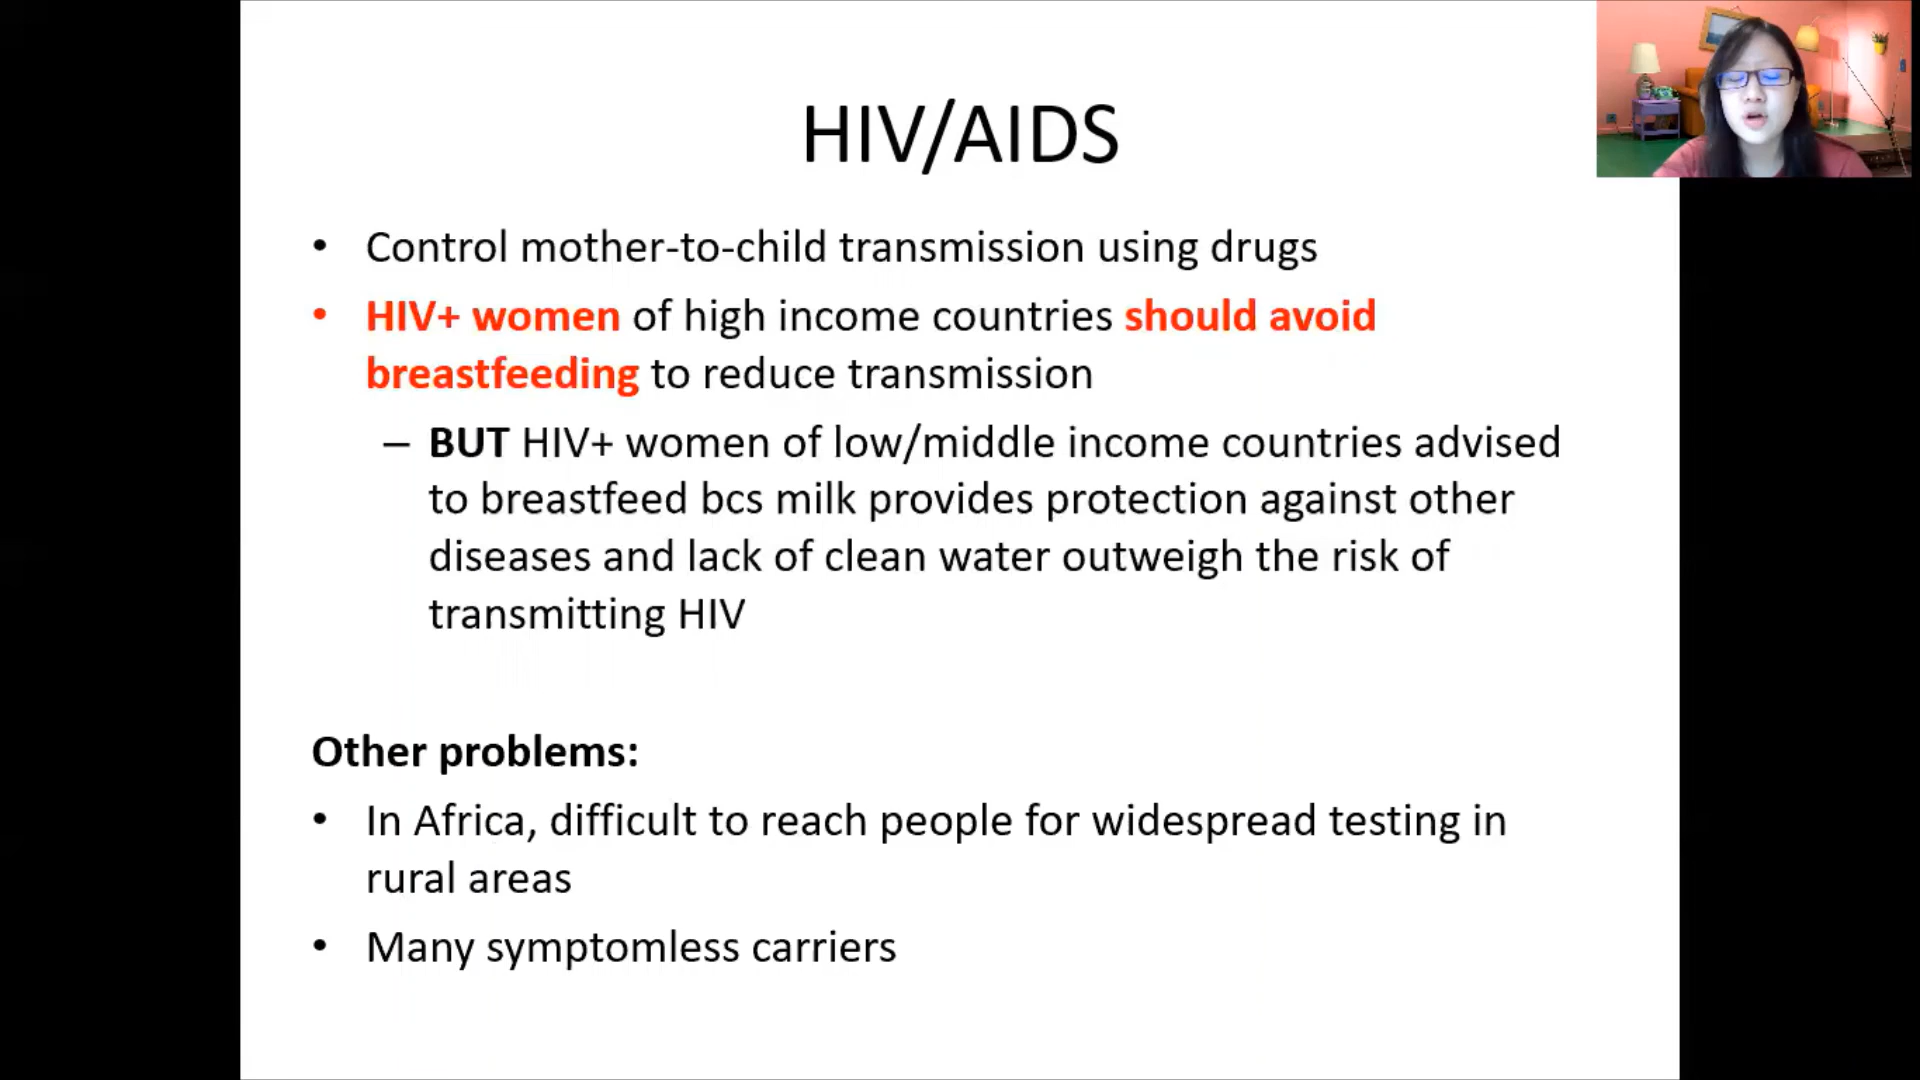 HIV/AIDS
• Control mother-to-child transmission using drugs
• HIV+ women of high income countries should avoid
breastfeeding to reduce transmission
– BUT HIV+ women of low/middle income countries advised
to breastfeed bcs milk provides protection against other
diseases and lack of clean water outweigh the risk of
transmitting HIV
Other problems:
• In Africa, difficult to reach people for widespread testing in
rural areas
• Many symptomless carriers